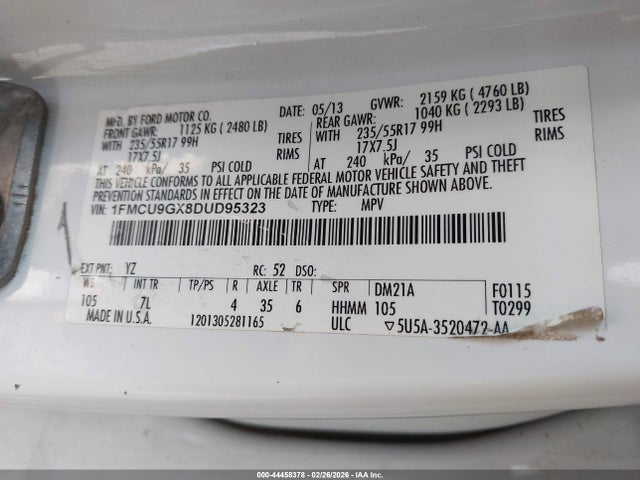 MFD. BY FORD MOTOR CO.
DATE: 05/13 GVWR: 2159 KG ( 4760 LB)
FRONT GAWR: 1125 KG ( 2480 LB) REAR GAWR: 1040 KG ( 2293 LB)
WITH 235/55R17 99H TIRES WITH 235/55R17 99H TIRES
17X7.5J RIMS 17X7.5J RIMS
AT 240 kPa/ 35 PSI COLD AT 240 kPa/ 35 PSI COLD
THIS VEHICLE CONFORMS TO ALL APPLICABLE FEDERAL MOTOR VEHICLE SAFETY AND THEFT
PREVENTION STANDARDS IN EFFECT ON THE DATE OF MANUFACTURE SHOWN ABOVE.
VIN: 1FMCU9GX8DUD95323 TYPE: MPV
EXT PNT: YZ RC: 52 DSO:
WB INT TR TP/PS R AXLE TR SPR DM21A F0115
105 7L 4 35 6 HHMM 105 T0299
MADE IN U.S.A. 1201305281165 ULC ▽5U5A-3520472-AA
000-44458378 - 02/26/2026 - IAA Inc.